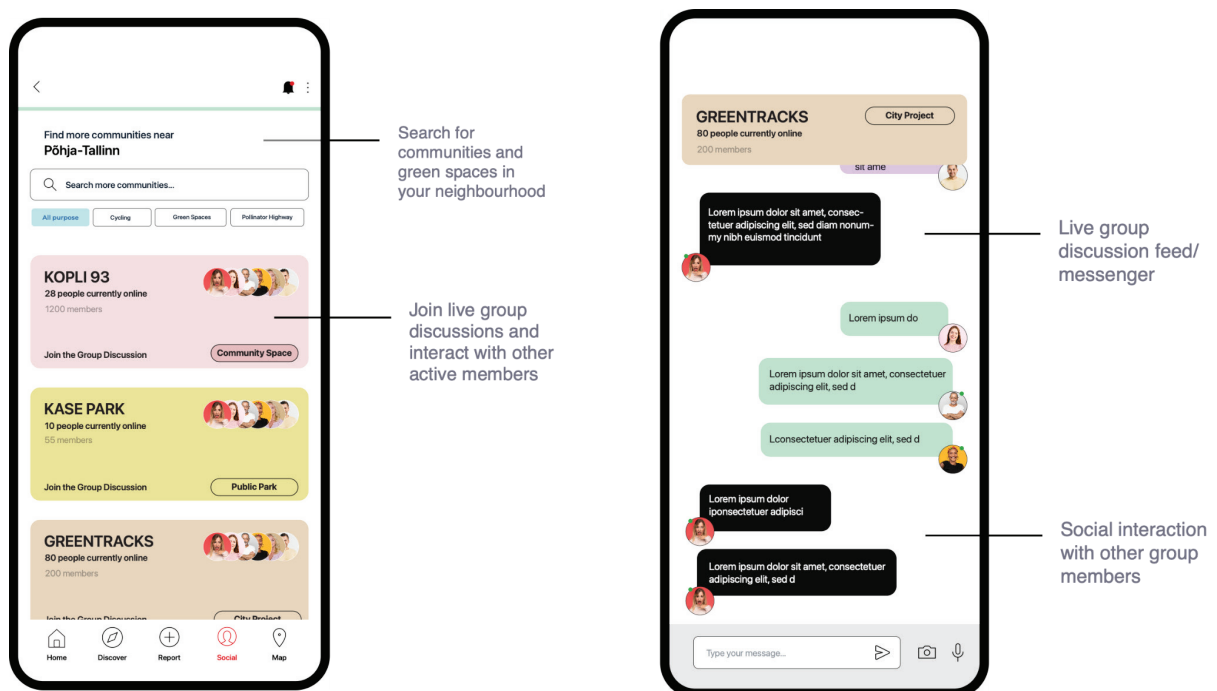 Find more communities near
Põhja-Tallinn
Search more communities...
All purpose
Cycling
Green Spaces
Pollinator Highway
KOPLI 93
28 people currently online
1200 members
Join the Group Discussion
Community Space
KASE PARK
10 people currently online
55 members
Join the Group Discussion
Public Park
GREENTRACKS
80 people currently online
200 members
Join the Group Discussion
City Project
Home
Discover
Report
Social
Map
Search for
communities and
green spaces in
your neighbourhood
Join live group
discussions and
interact with other
active members
GREENTRACKS
City Project
80 people currently online
200 members
sit ame
Lorem ipsum dolor sit amet, consec-
tetuer adipiscing elit, sed diam nonum-
my nibh euismod tincidunt
Lorem ipsum do
Lorem ipsum dolor sit amet, consectetuer
adipiscing elit, sed d
Lconsectetuer adipiscing elit, sed d
Lorem ipsum dolor
iponsectetuer adipisci
Lorem ipsum dolor sit amet, consectetuer
adipiscing elit, sed d
Type your message...
Live group
discussion feed/
messenger
Social interaction
with other group
members